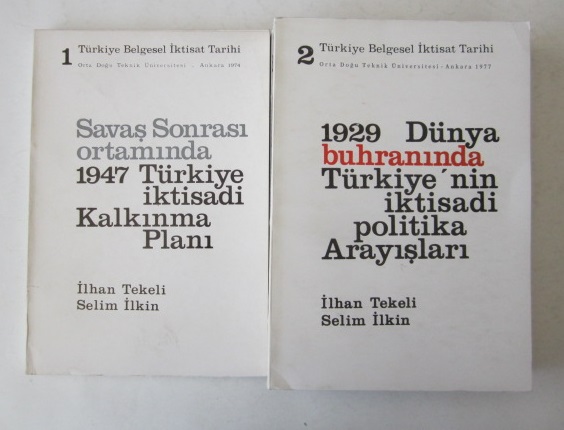 1 Türkiye Belgesel İktisat Tarihi
Orta Doğu Teknik Üniversitesi - Ankara 1974
Savaş Sonrası
ortamında
1947 Türkiye
iktisadi
Kalkınma
Planı
İlhan Tekeli
Selim İlkin
2 Türkiye Belgesel İktisat Tarihi
Orta Doğu Teknik Üniversitesi - Ankara 1977
1929 Dünya
buhranında
Türkiye'nin
iktisadi
politika
Arayışları
İlhan Tekeli
Selim İlkin